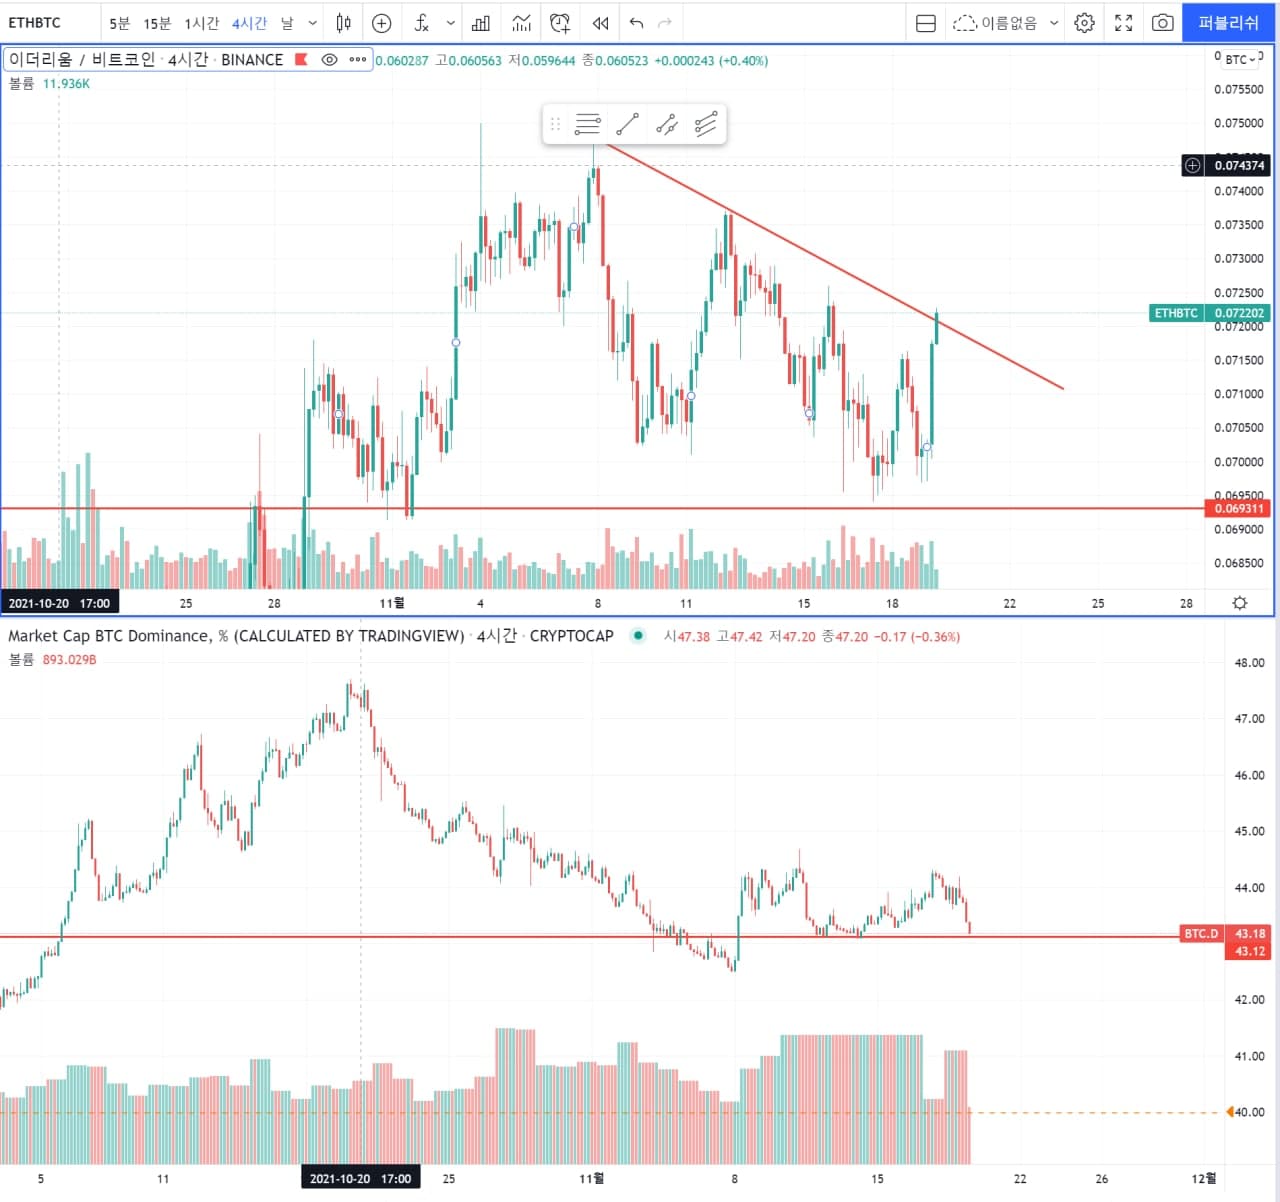 ETHBTC 5분 15분 1시간 4시간 날 이름없음 퍼블리쉬
이더리움 / 비트코인 · 4시간 · BINANCE 0.060287 고0.060563 저0.059644 종0.060523 +0.000243 (+0.40%)
BTC
볼륨 11.936K
0.075500
0.075000
0.074374
0.074000
0.073500
0.073000
0.072500
ETHBTC 0.072202
0.072000
0.071500
0.071000
0.070500
0.070000
0.069500
0.069311
0.069000
0.068500
2021-10-20 17:00 25 28 11월 4 8 11 15 18 22 25 28
Market Cap BTC Dominance, % (CALCULATED BY TRADINGVIEW) · 4시간 · CRYPTOCAP 시47.38 고47.42 저47.20 종47.20 −0.17 (−0.36%)
볼륨 893.029B
48.00
47.00
46.00
45.00
44.00
BTC.D 43.18
43.12
42.00
41.00
40.00
5 11 2021-10-20 17:00 25 11월 8 15 22 26 12월